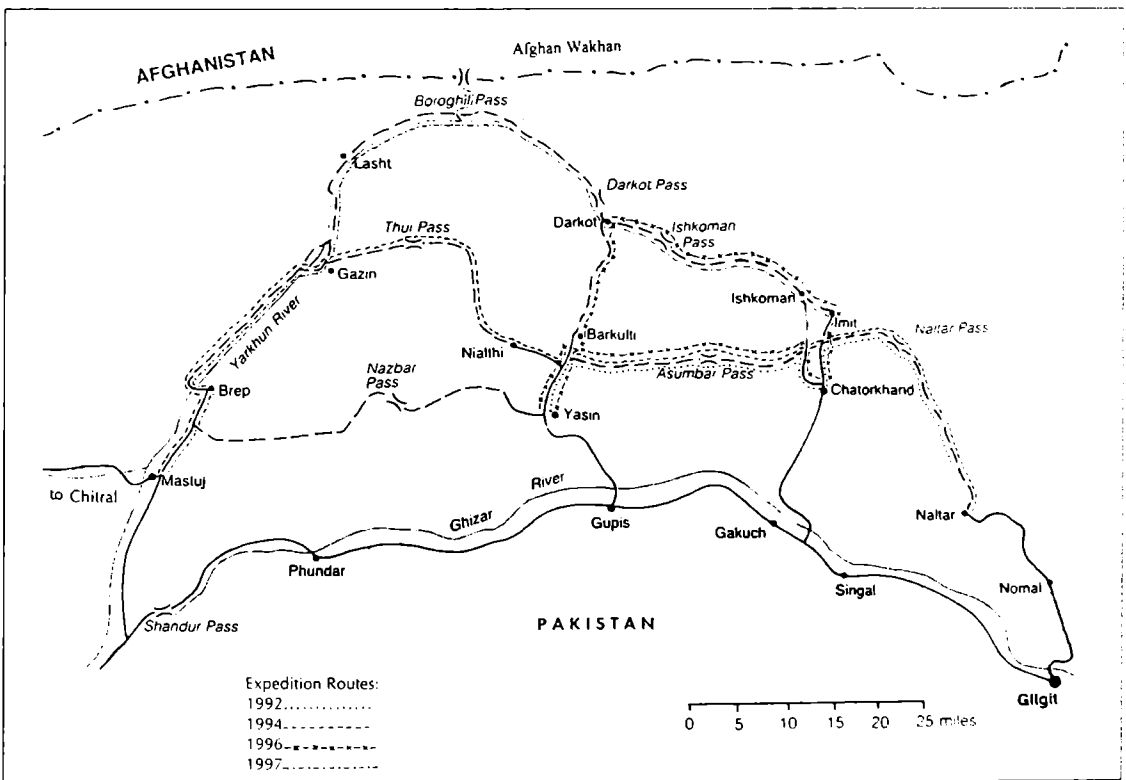 AFGHANISTAN
Afghan Wakhan
Boroghil Pass
Lasht
Darkot Pass
Darkot
Thui Pass
Ishkoman
Pass
Gazin
Ishkoman
Imit
Yarkhun River
Naltar Pass
Barkulti
Nialthi
Nazbar
Pass
Asumbar Pass
Brep
Chatorkhand
Yasin
Mastuj
to Chitral
River
Ghizar
Gupis
Naltar
Gakuch
Phundar
Singal
Nomal
Shandur Pass
PAKISTAN
Gilgit
Expedition Routes:
1992
1994
1996
1997
0 5 10 15 20 25 miles